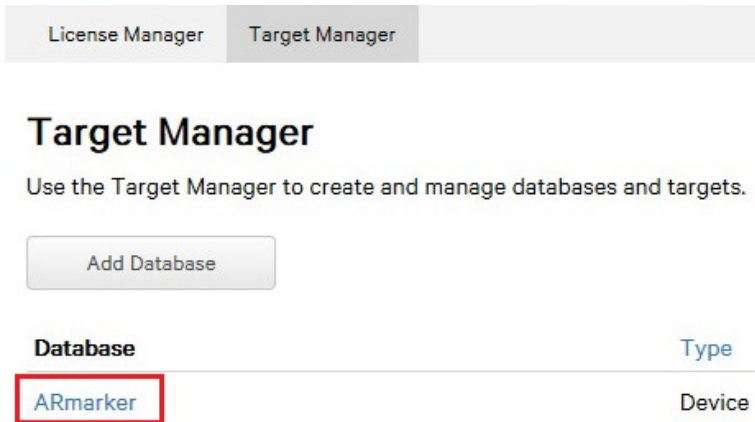 License Manager Target Manager
Target Manager
Use the Target Manager to create and manage databases and targets.
Add Database
Database Type
ARmarker Device